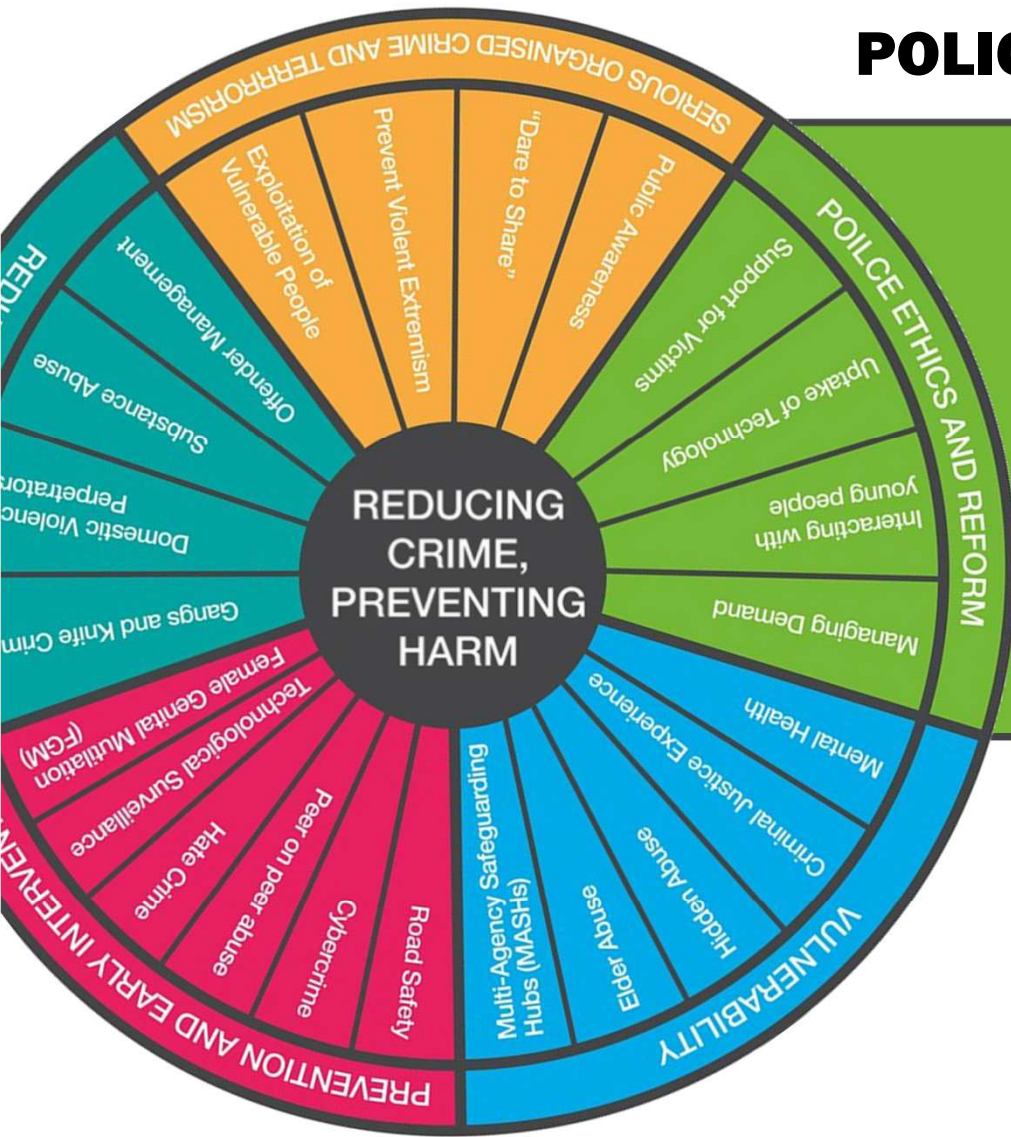 POLIC
REDUCING
CRIME,
PREVENTING
HARM
SERIOUS ORGANISED CRIME AND TERRRORISM
Exploitation of
Vulnerable People
Prevent Violent Extremism
"Dare to Share"
Public Awareness
POILCE ETHICS AND REFORM
Support for Victims
Uptake of Technology
Interacting with
young people
Managing Demand
VULNERABILITY
Mental Health
Criminal Justice Experience
Hidden Abuse
Elder Abuse
Multi-Agency Safeguarding
Hubs (MASHs)
PREVENTION AND EARLY INTERVEN
Road Safety
Cybercrime
Peer on peer abuse
Hate Crime
Technological Surveillance
Female Genital Mutilation
(FGM)
REDU
Gangs and Knife Crim
Domestic Violenc
Perpetrators
Substance Abuse
Offender Management